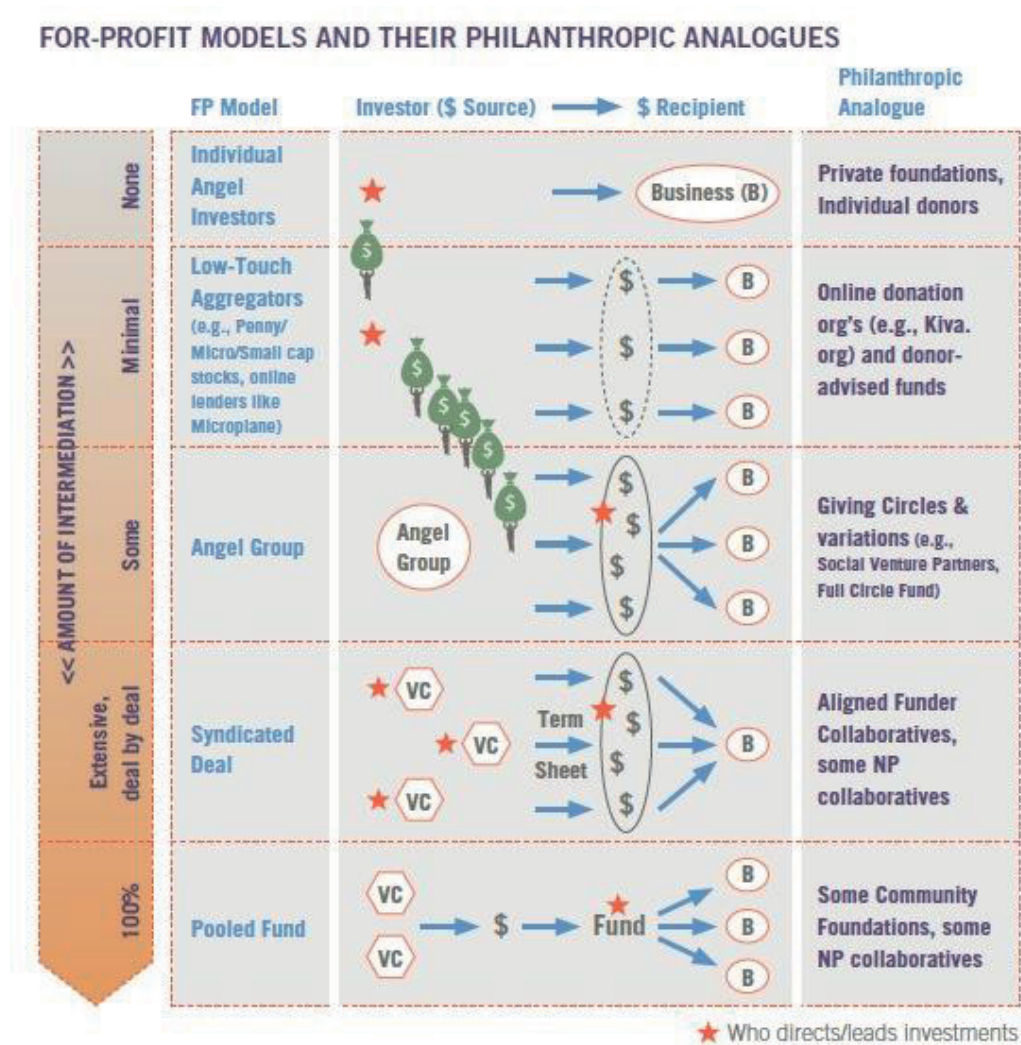 FOR-PROFIT MODELS AND THEIR PHILANTHROPIC ANALOGUES
FP Model
Investor ($ Source)
$ Recipient
Philanthropic
Analogue
<< AMOUNT OF INTERMEDIATION >>
None
Individual
Angel
Investors
Business (B)
Private foundations,
Individual donors
Minimal
Low-Touch
Aggregators
(e.g., Penny/
Micro/Small cap
stocks, online
lenders like
Microplane)
$
$
$
$
$
$
$
$
$
B
B
B
Online donation
org's (e.g., Kiva.
org) and donor-
advised funds
Some
Angel Group
Angel
Group
$
$
$
$
B
B
B
Giving Circles &
variations (e.g.,
Social Venture Partners,
Full Circle Fund)
Extensive,
deal by deal
Syndicated
Deal
VC
VC
VC
Term
Sheet
$
$
$
$
B
Aligned Funder
Collaboratives,
some NP
collaboratives
100%
Pooled Fund
VC
VC
$
Fund
B
B
B
Some Community
Foundations, some
NP collaboratives
Who directs/leads investments